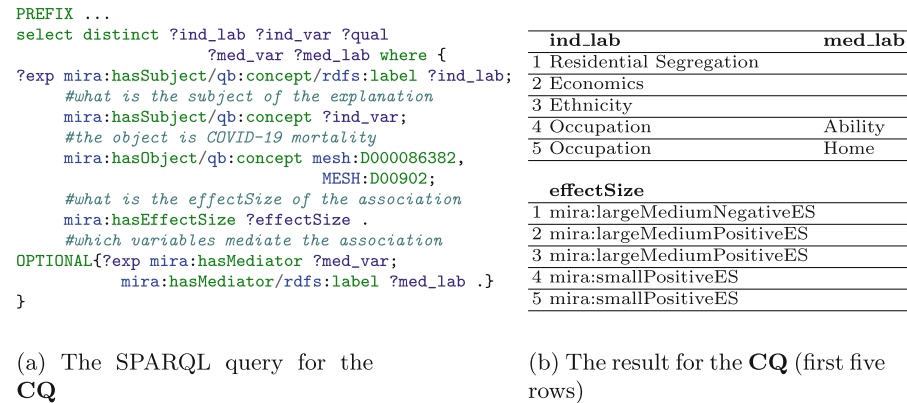 PREFIX ...
select distinct ?ind_lab ?ind_var ?qual
?med_var ?med_lab where {
?exp mira:hasSubject/qb:concept/rdfs:label ?ind_lab;
#what is the subject of the explanation
mira:hasSubject/qb:concept ?ind_var;
#the object is COVID-19 mortality
mira:hasObject/qb:concept mesh:D000086382,
MESH:D00902;
#what is the effectSize of the association
mira:hasEffectSize ?effectSize .
#which variables mediate the association
OPTIONAL{?exp mira:hasMediator ?med_var;
mira:hasMediator/rdfs:label ?med_lab .}
}
(a) The SPARQL query for the
CQ
ind_lab med_lab
1 Residential Segregation
2 Economics
3 Ethnicity
4 Occupation Ability
5 Occupation Home
effectSize
1 mira:largeMediumNegativeES
2 mira:largeMediumPositiveES
3 mira:largeMediumPositiveES
4 mira:smallPositiveES
5 mira:smallPositiveES
(b) The result for the CQ (first five
rows)